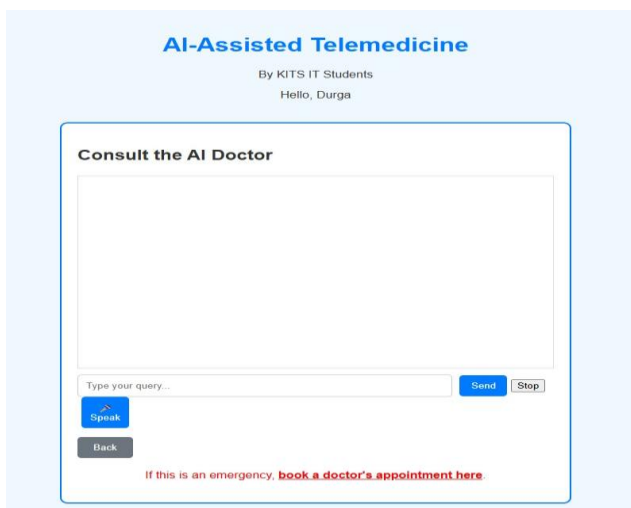 AI-Assisted Telemedicine
By KITS IT Students
Hello, Durga
Consult the AI Doctor
Type your query...
Send
Stop
Speak
Back
If this is an emergency, book a doctor's appointment here.